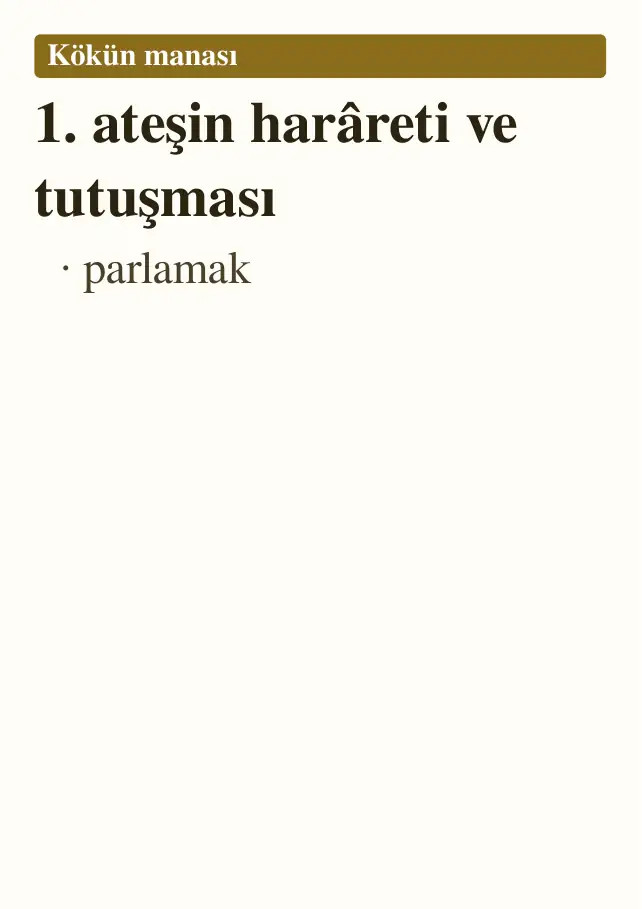 Kökün manası
1. ateşin harâreti ve
tutuşması
· parlamak